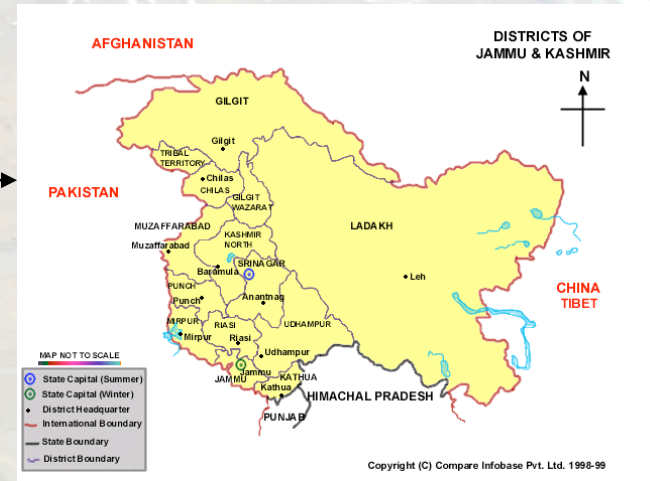 DISTRICTS OF
JAMMU & KASHMIR
AFGHANISTAN
N
GILGIT
Gilgit
TRIBAL
TERRITORY
Chilas
CHILAS
PAKISTAN
GILGIT
WAZARAT
MUZAFFARABAD
LADAKH
KASHMIR
NORTH
Muzaffarabad
SRINAGAR
Baramula
Leh
CHINA
TIBET
PUNCH
Punch
Anantnag
MIRPUR
RIASI
UDHAMPUR
Mirpur
Riasi
Udhampur
MAP NOT TO SCALE
Jammu
JAMMU
KATHUA
Kathua
HIMACHAL PRADESH
PUNJAB
State Capital (Summer)
State Capital (Winter)
District Headquarter
International Boundary
State Boundary
District Boundary
Copyright (C) Compare Infobase Pvt. Ltd. 1998-99